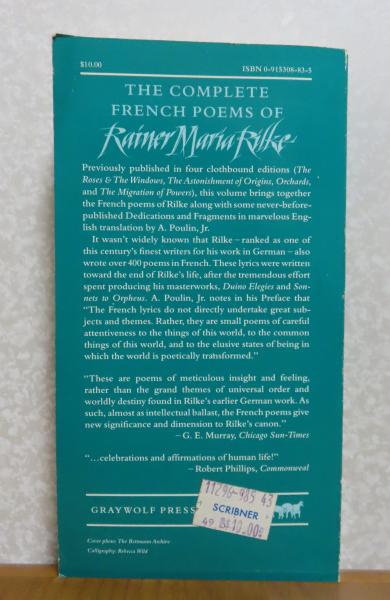 $10.00
ISBN 0-915308-83-5
THE COMPLETE
FRENCH POEMS OF
Rainer Maria Rilke
Previously published in four clothbound editions (The
Roses & The Windows, The Astonishment of Origins, Orchards,
and The Migration of Powers), this volume brings together
the French poems of Rilke along with some never-before-
published Dedications and Fragments in marvelous Eng-
lish translation by A. Poulin, Jr.
It wasn't widely known that Rilke – ranked as one of
this century's finest writers for his work in German – also
wrote over 400 poems in French. These lyrics were written
toward the end of Rilke's life, after the tremendous effort
spent producing his masterworks, Duino Elegies and Son-
nets to Orpheus. A. Poulin, Jr. notes in his Preface that
"The French lyrics do not directly undertake great sub-
jects and themes. Rather, they are small poems of careful
attentiveness to the things of this world, to the common
things of this world, and to the elusive states of being in
which the world is poetically transformed."
"These are poems of meticulous insight and feeling,
rather than the grand themes of universal order and
worldly destiny found in Rilke's earlier German work. As
such, almost as intellectual ballast, the French poems give
new significance and dimension to Rilke's canon."
– G. E. Murray, Chicago Sun-Times
"...celebrations and affirmations of human life!"
– Robert Phillips, Commonweal
GRAYWOLF PRESS
11296-985 43
SCRIBNER
49 B$10.00
Cover photo: The Bettmann Archive
Calligraphy: Rebecca Wild